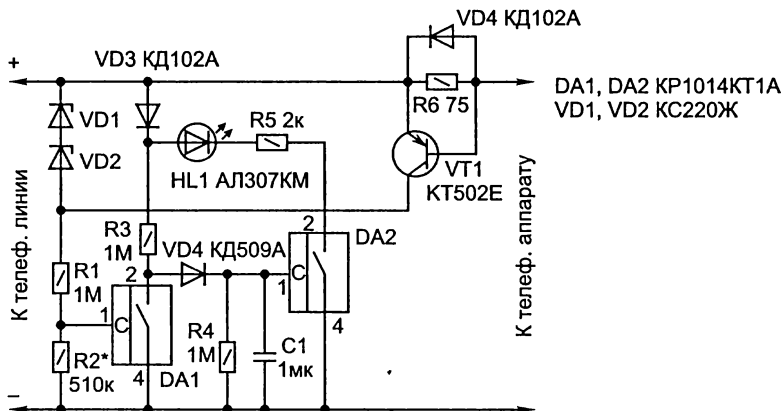 VD4 КД102А
+
VD3 КД102А
DA1, DA2 КР1014КТ1А
VD1, VD2 КС220Ж
VD1
VD2
R5 2к
R6 75
HL1 АЛ307КМ
VT1
КТ502Е
К телеф. линии
К телеф. аппарату
R3
1М
VD4 КД509А
2
DA2
R1
1М
2
C
1
4
1
C
R2*
510к
4
DA1
R4
1М
C1
1мк
–